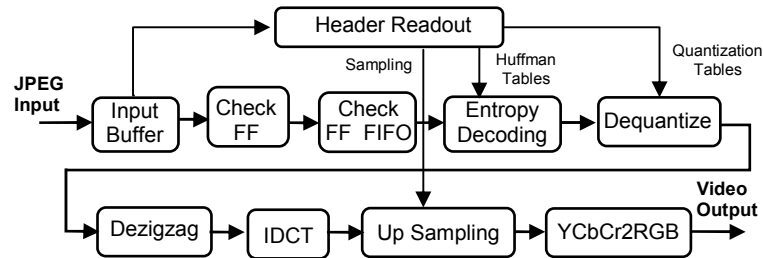 Header Readout
Sampling
Huffman
Tables
Quantization
Tables
JPEG
Input
Input
Buffer
Check
FF
Check
FF FIFO
Entropy
Decoding
Dequantize
Dezigzag
IDCT
Up Sampling
YCbCr2RGB
Video
Output